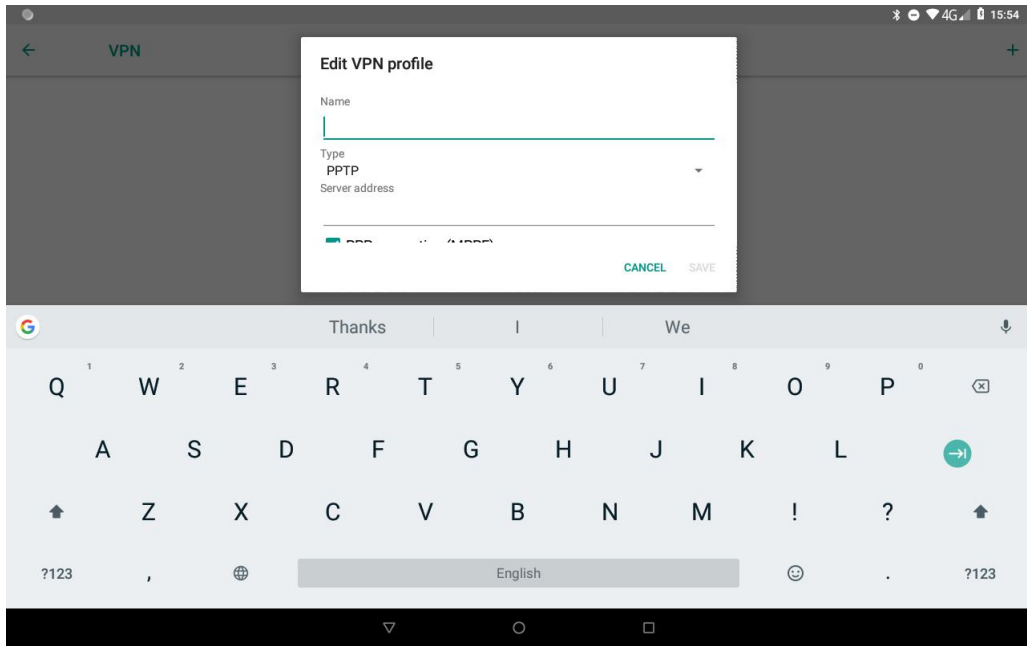 4G 15:54
VPN
Edit VPN profile
Name
Type
PPTP
Server address
CANCEL SAVE
G Thanks I We
1 2 3 4 5 6 7 8 9 0
Q W E R T Y U I O P
A S D F G H J K L
Z X C V B N M ! ?
?123 , English . ?123